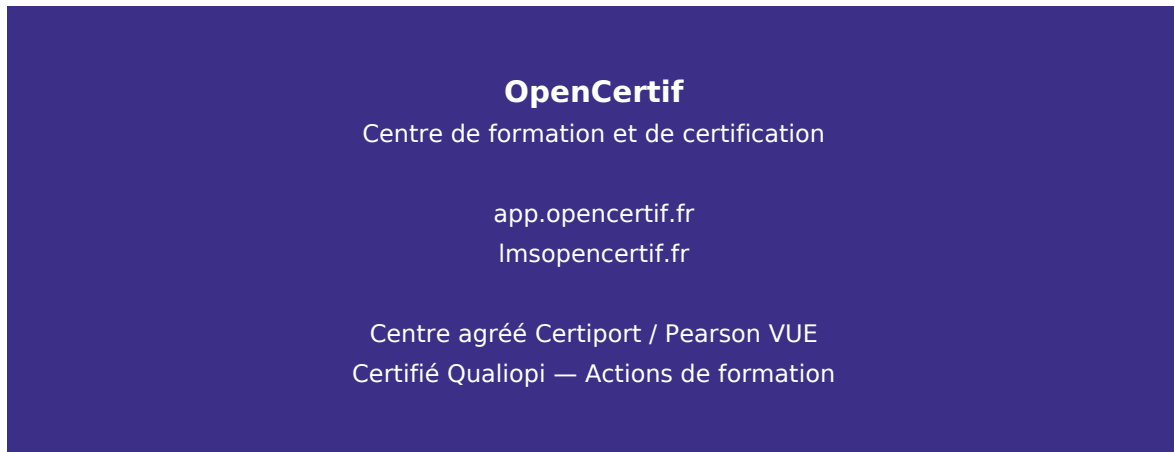 OpenCertif
Centre de formation et de certification
app.opencertif.fr
lmsopencertif.fr
Centre agréé Certiport / Pearson VUE
Certifié Qualiopi — Actions de formation